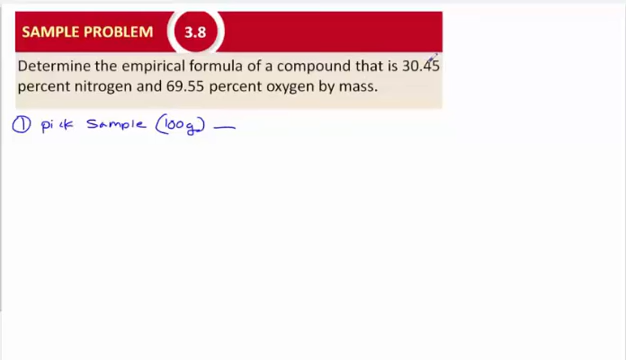 SAMPLE PROBLEM 3.8
Determine the empirical formula of a compound that is 30.45
percent nitrogen and 69.55 percent oxygen by mass.
① pick Sample (100g) —